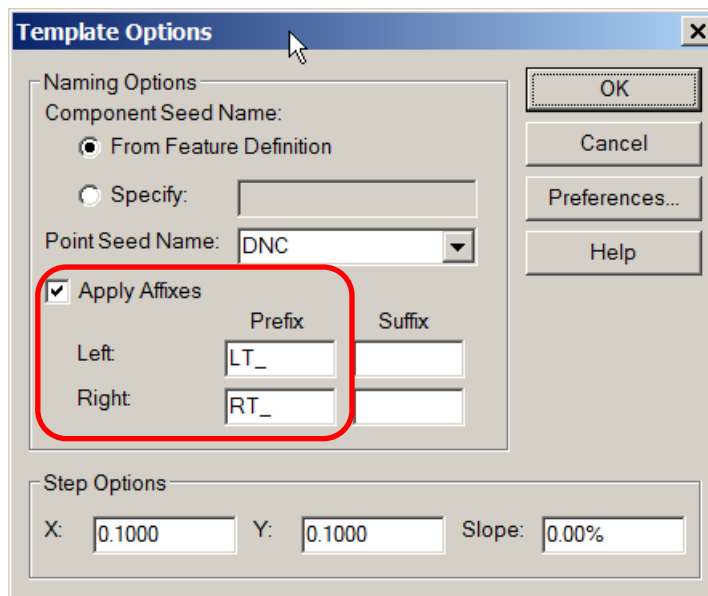 Template Options
Naming Options
OK
Component Seed Name:
From Feature Definition
Cancel
Specify:
Preferences...
Point Seed Name: DNC
Help
Apply Affixes
Prefix Suffix
Left: LT_
Right: RT_
Step Options
X: 0.1000 Y: 0.1000 Slope: 0.00%